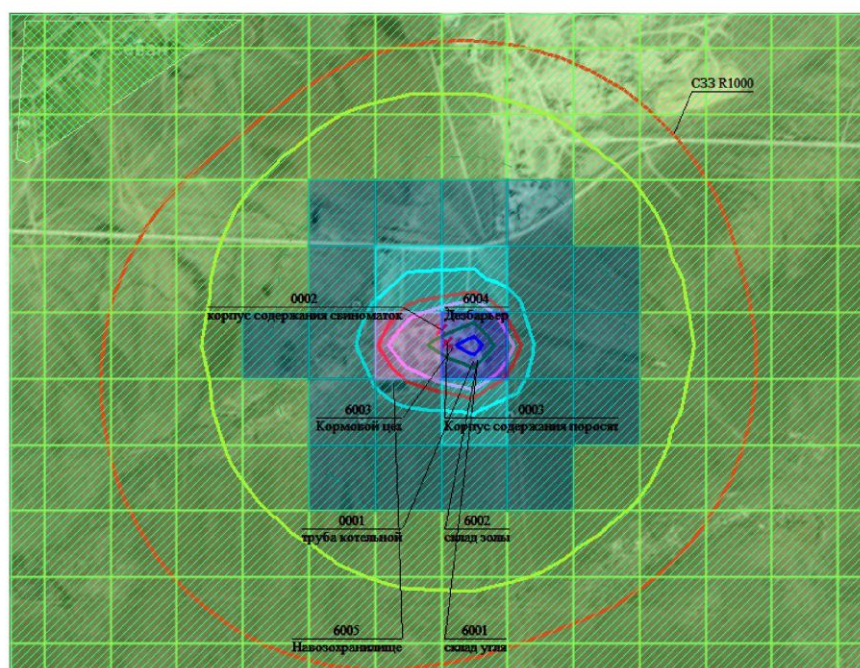 СЗЗ R1000
0002
корпус содержания свиноматок
6004
Дезбарьер
6003
Кормовой цех
0003
Корпус содержания поросят
0001
труба котельной
6002
склад золы
6005
Навозохранилище
6001
склад угля